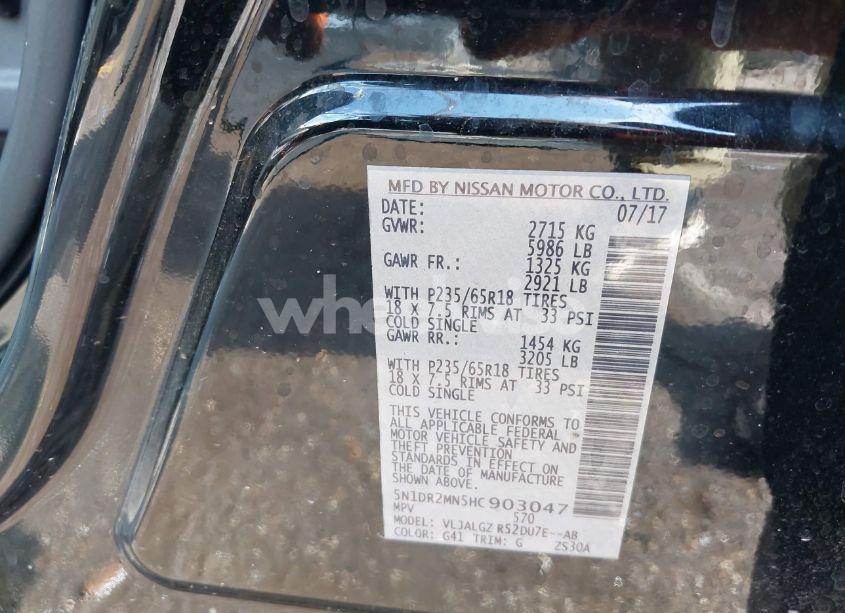 MFD BY NISSAN MOTOR CO., LTD.
DATE: 07/17
GVWR: 2715 KG
5986 LB
GAWR FR.: 1325 KG
2921 LB
WITH P235/65R18 TIRES
18 X 7.5 RIMS AT 33 PSI
COLD SINGLE
GAWR RR.: 1454 KG
3205 LB
WITH P235/65R18 TIRES
18 X 7.5 RIMS AT 33 PSI
COLD SINGLE
THIS VEHICLE CONFORMS TO
ALL APPLICABLE FEDERAL
MOTOR VEHICLE SAFETY AND
THEFT PREVENTION
STANDARDS IN EFFECT ON
THE DATE OF MANUFACTURE
SHOWN ABOVE.
5N1DR2MN5HC903047
MPV 570
MODEL: VLJALGZ R52DU7E--AB
COLOR: G41 TRIM: G ZS30A